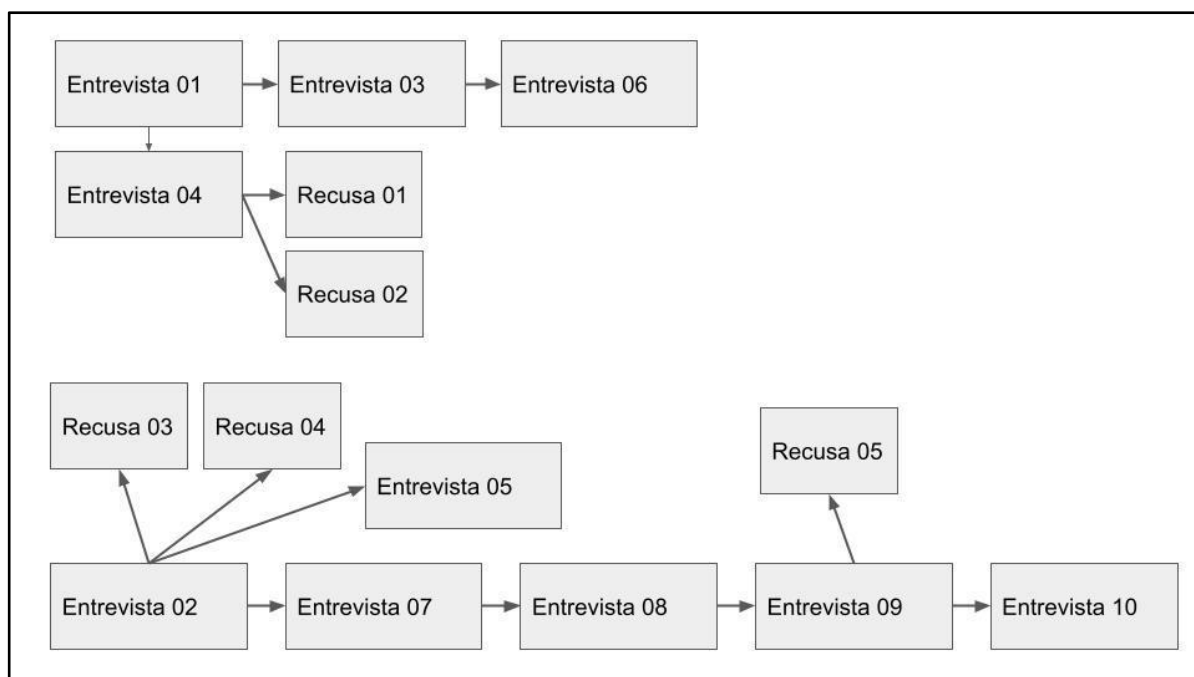 Entrevista 01
Entrevista 03
Entrevista 06
Entrevista 04
Recusa 01
Recusa 02
Recusa 03
Recusa 04
Recusa 05
Entrevista 05
Entrevista 02
Entrevista 07
Entrevista 08
Entrevista 09
Entrevista 10